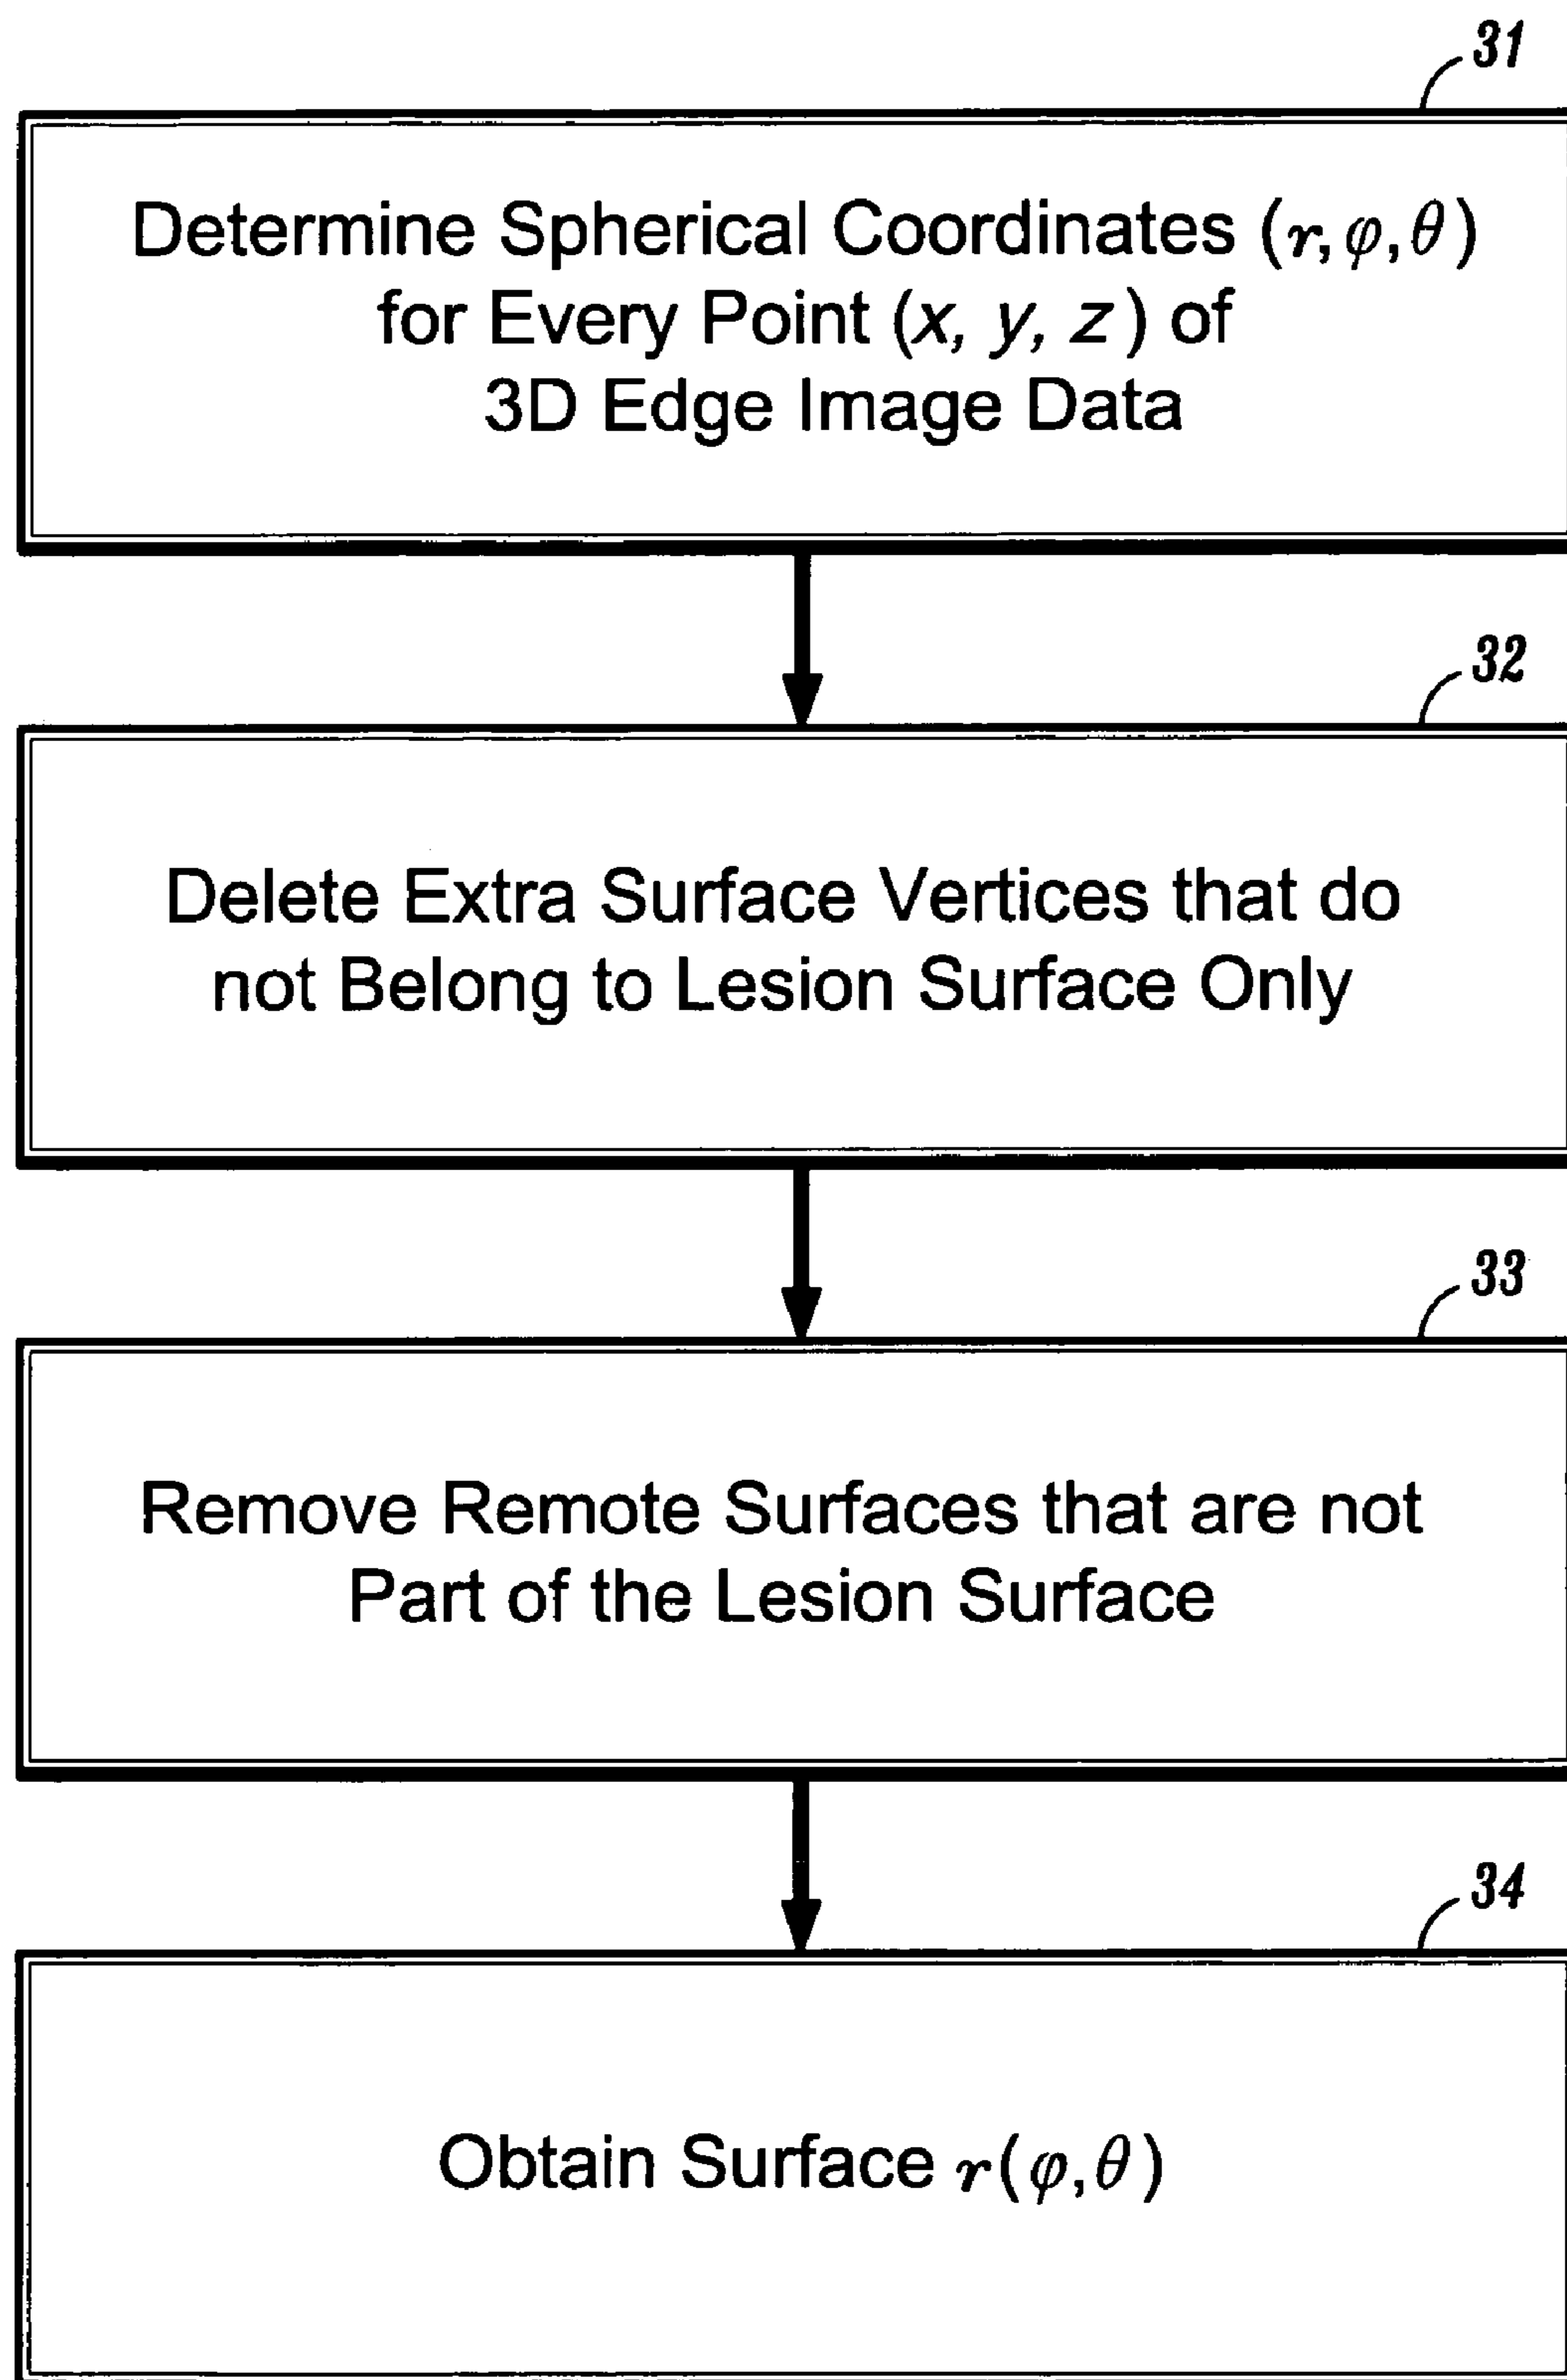 31
Determine Spherical Coordinates (r, φ, θ)
for Every Point (x, y, z) of
3D Edge Image Data
32
Delete Extra Surface Vertices that do
not Belong to Lesion Surface Only
33
Remove Remote Surfaces that are not
Part of the Lesion Surface
34
Obtain Surface r(φ,θ)